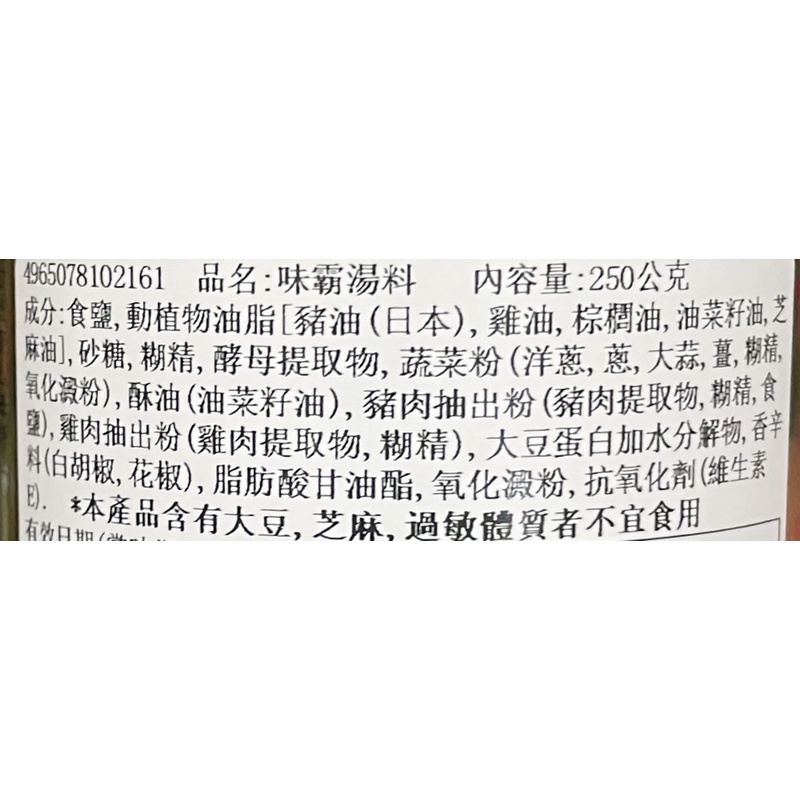 4965078102161 品名:味霸湯料 內容量:250公克
成分:食鹽,動植物油脂[豬油(日本),雞油,棕櫚油,油菜籽油,芝
麻油],砂糖,糊精,酵母提取物,蔬菜粉(洋蔥,蔥,大蒜,薑,糊精,
氧化澱粉),酥油(油菜籽油),豬肉抽出粉(豬肉提取物,糊精,食
鹽),雞肉抽出粉(雞肉提取物,糊精),大豆蛋白加水分解物,香辛
料(白胡椒,花椒),脂肪酸甘油酯,氧化澱粉,抗氧化劑(維生素
E). *本產品含有大豆,芝麻,過敏體質者不宜食用
有效日期(